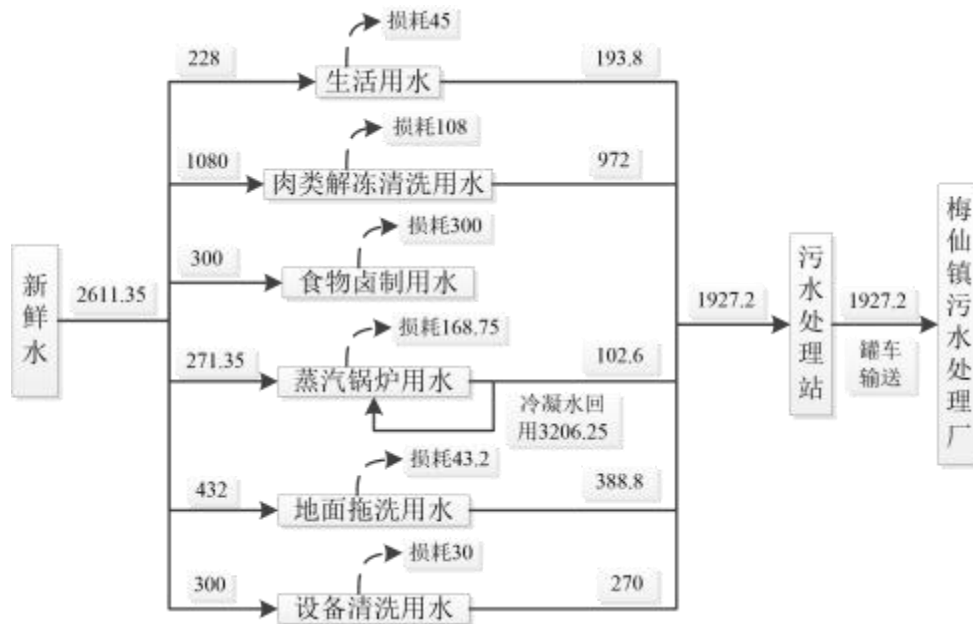 新鲜水
2611.35
228
损耗45
生活用水
193.8
1080
损耗108
肉类解冻清洗用水
972
300
损耗300
食物卤制用水
271.35
损耗168.75
蒸汽锅炉用水
102.6
冷凝水回
用3206.25
432
损耗43.2
地面拖洗用水
388.8
300
损耗30
设备清洗用水
270
1927.2
污水处理站
1927.2
罐车
输送
梅仙镇污水处理厂